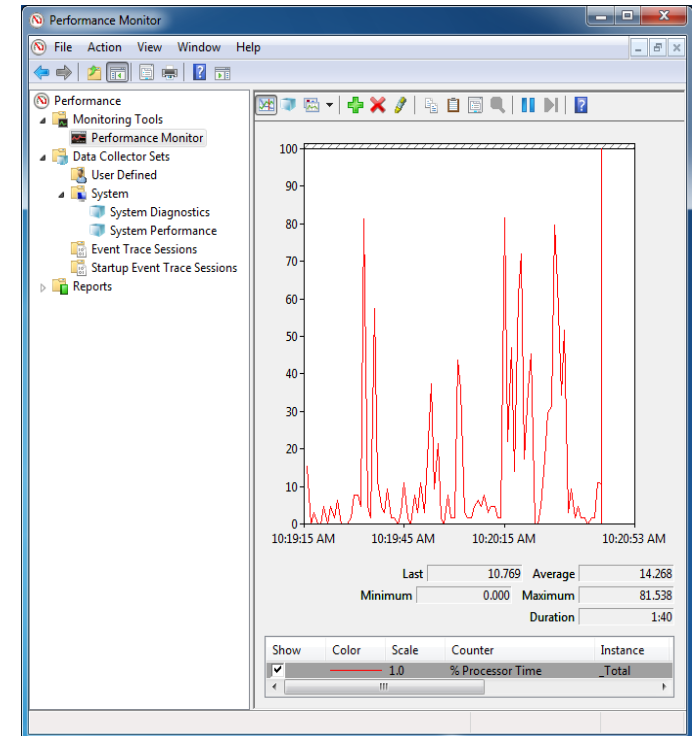 Performance Monitor
File Action View Window Help
Performance
Monitoring Tools
Performance Monitor
Data Collector Sets
User Defined
System
System Diagnostics
System Performance
Event Trace Sessions
Startup Event Trace Sessions
Reports
100
90
80
70
60
50
40
30
20
10
0
10:19:15 AM 10:19:45 AM 10:20:15 AM 10:20:53 AM
Last 10.769 Average 14.268
Minimum 0.000 Maximum 81.538
Duration 1:40
Show Color Scale Counter Instance
1.0 % Processor Time _Total